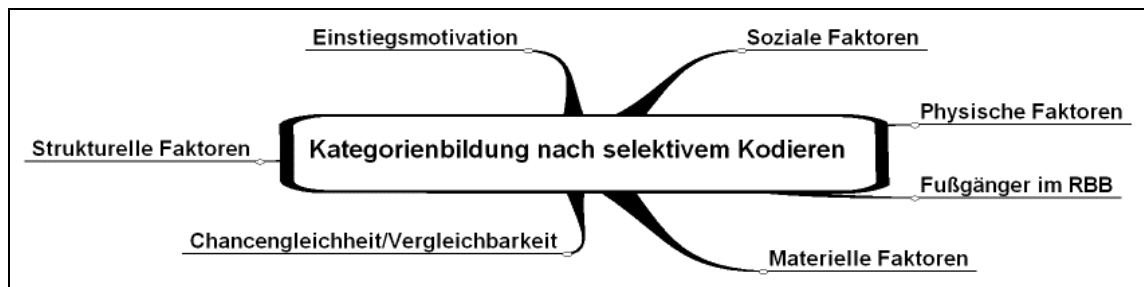 Einstiegsmotivation
Soziale Faktoren
Physische Faktoren
Strukturelle Faktoren
Kategorienbildung nach selektivem Kodieren
Fußgänger im RBB
Chancengleichheit/Vergleichbarkeit
Materielle Faktoren